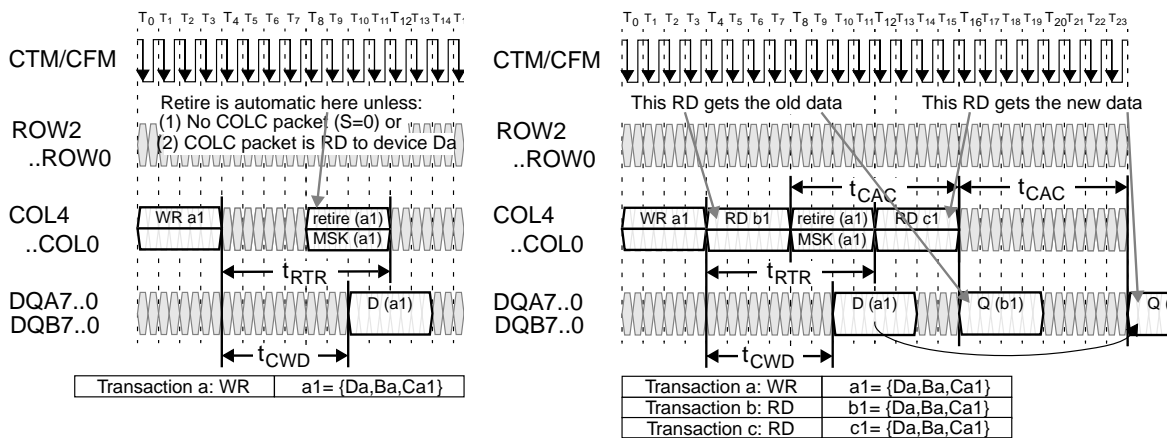 T0 T1 T2 T3 T4 T5 T6 T7 T8 T9 T10 T11 T12 T13 T14
CTM/CFM
Retire is automatic here unless:
(1) No COLC packet (S=0) or
(2) COLC packet is RD to device Da
ROW2
..ROW0
COL4
..COL0
WR a1
retire (a1)
MSK (a1)
tRTR
DQA7..0
DQB7..0
D (a1)
tCWD
Transaction a: WR a1= {Da,Ba,Ca1}
T0 T1 T2 T3 T4 T5 T6 T7 T8 T9 T10 T11 T12 T13 T14 T15 T16 T17 T18 T19 T20 T21 T22 T23
CTM/CFM
This RD gets the old data
This RD gets the new data
ROW2
..ROW0
tCAC
tCAC
COL4
..COL0
WR a1
RD b1
retire (a1)
MSK (a1)
RD c1
tRTR
DQA7..0
DQB7..0
D (a1)
Q (b1)
Q (
tCWD
Transaction a: WR a1= {Da,Ba,Ca1}
Transaction b: RD b1= {Da,Ba,Ca1}
Transaction c: RD c1= {Da,Ba,Ca1}